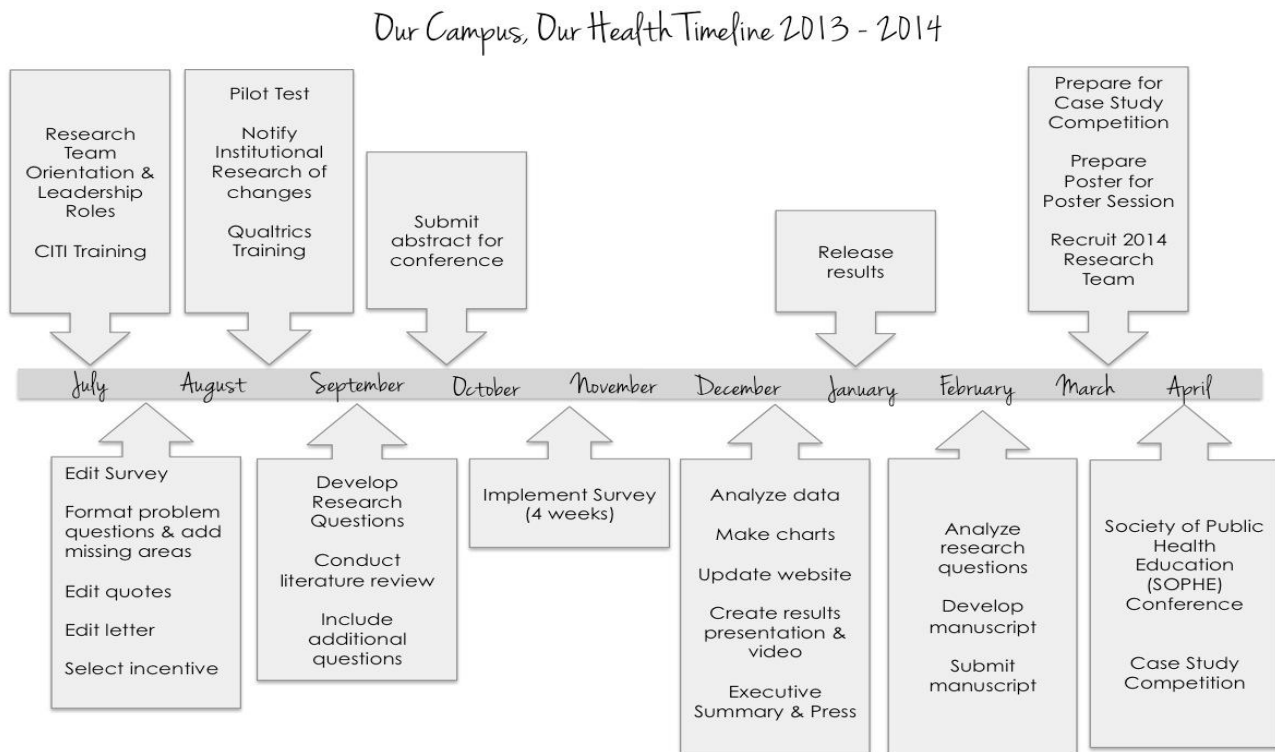 Our Campus, Our Health Timeline 2013 - 2014
Research
Team
Orientation &
Leadership
Roles
CITI Training
Pilot Test
Notify
Institutional
Research of
changes
Qualtrics
Training
Submit
abstract for
conference
Release
results
Prepare for
Case Study
Competition
Prepare
Poster for
Poster Session
Recruit 2014
Research
Team
July August September October November December January February March April
Edit Survey
Format problem
questions & add
missing areas
Edit quotes
Edit letter
Select incentive
Develop
Research
Questions
Conduct
literature review
Include
additional
questions
Implement Survey
(4 weeks)
Analyze data
Make charts
Update website
Create results
presentation &
video
Executive
Summary & Press
Analyze
research
questions
Develop
manuscript
Submit
manuscript
Society of Public
Health
Education
(SOPHE)
Conference
Case Study
Competition